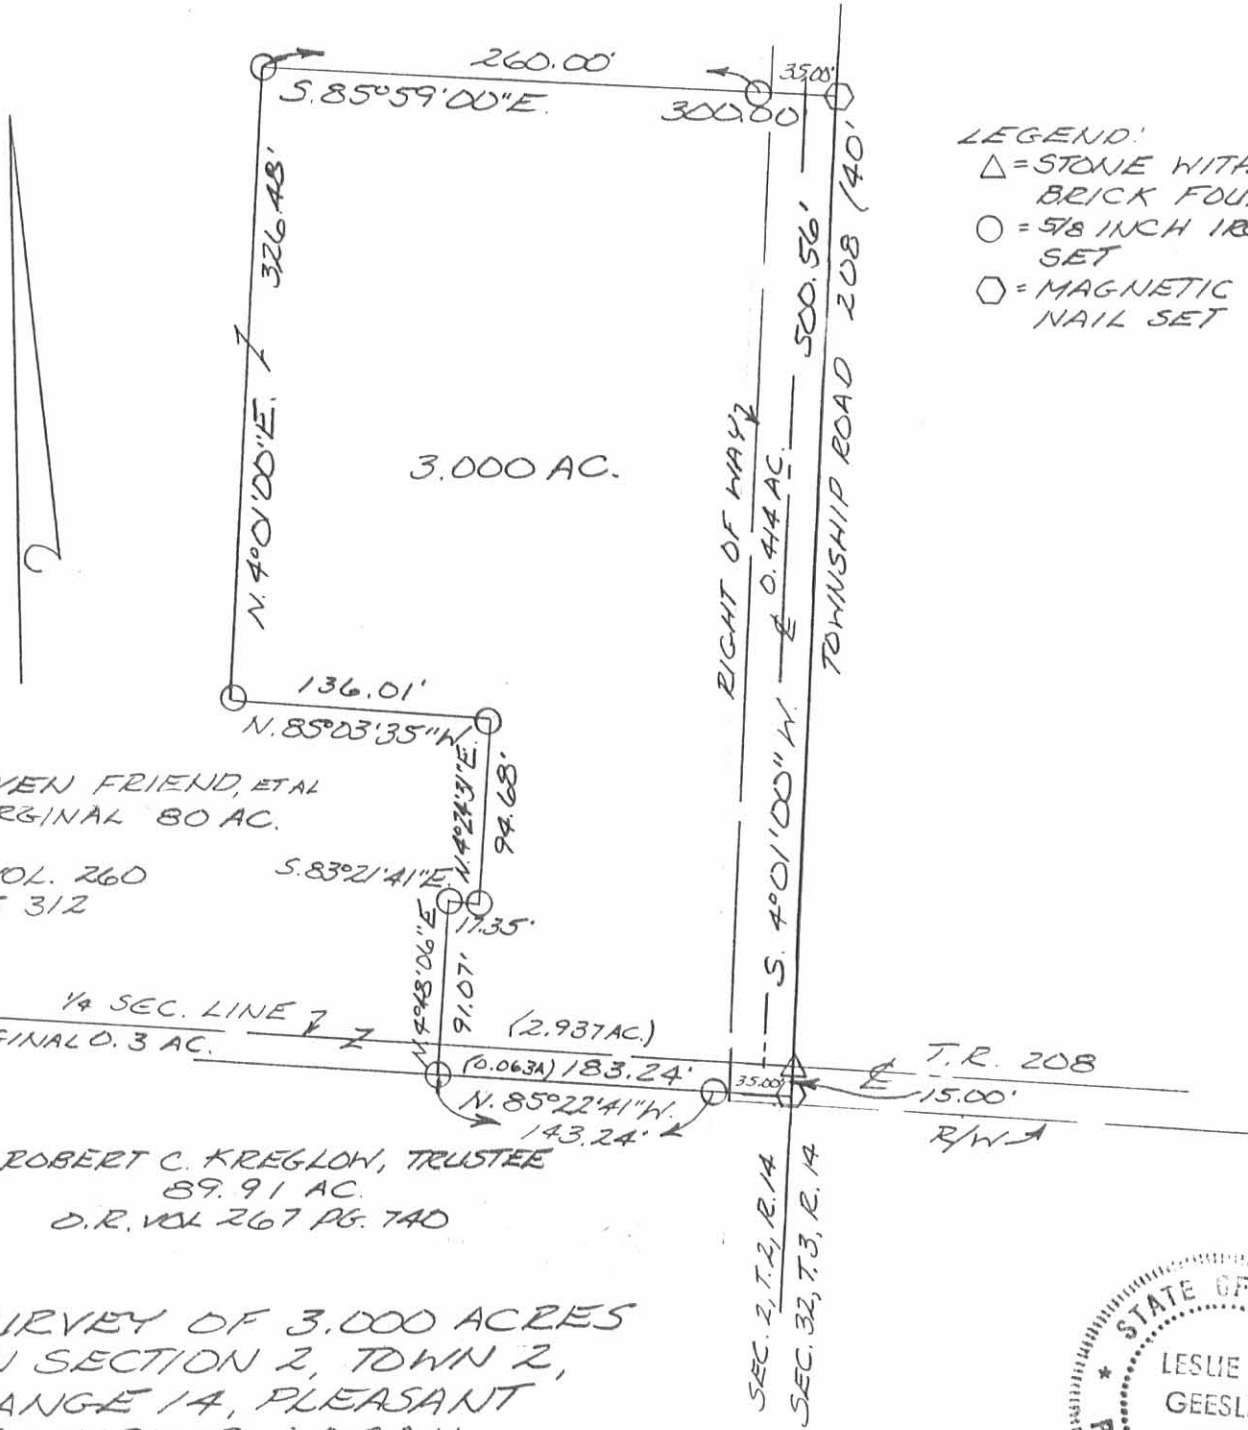 260.00'
35.00'
S.85°59'00"E.
300.00'
LEGEND:
△ = STONE WITH
BRICK
○ = 5/8 INCH
SET
⬡ = MAGNETIC
NAIL SET
326.48'
N.4°01'00"E.
3.000 AC.
RIGHT OF WAY
0.414 AC.
500.56'
S. 4°01'00"W.
TOWNSHIP ROAD 208 (40'
136.01'
N.85°03'35"W.
N.4°24'31"E.
94.68'
FRIEND, ET AL
80 AC.
260
312
S.83°21'41"E.
17.35'
N.4°48'06"E.
91.07'
1/4 SEC. LINE
0.3 AC.
(2.937AC.)
(0.063A) 183.24'
35.00'
N. 85°22'41"W.
143.24'
℄ T.R. 208
15.00'
R/W
ROBERT C. KREGLOW, TRUSTEE
89.91 AC.
O.R. VOL 267 PG. 740
SEC. 2, T.2, R.14
SEC. 32, T.3, R.14
OF 3.000 ACRES
SECTION 2, TOWN 2,
14, PLEASANT
STATE OF
LESLIE